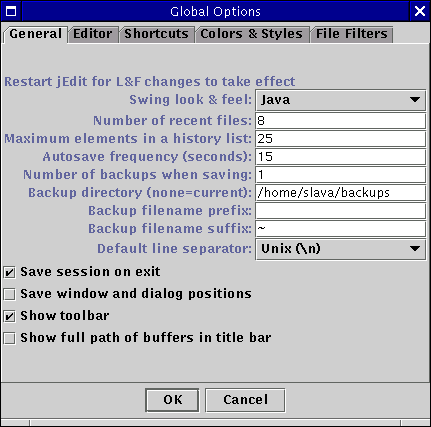 Global Options
General Editor Shortcuts Colors & Styles File Filters
Restart jEdit for L&F changes to take effect
Swing look & feel: Java
Number of recent files: 8
Maximum elements in a history list: 25
Autosave frequency (seconds): 15
Number of backups when saving: 1
Backup directory (none=current): /home/slava/backups
Backup filename prefix:
Backup filename suffix: ~
Default line separator: Unix (\n)
Save session on exit
Save window and dialog positions
Show toolbar
Show full path of buffers in title bar
OK Cancel